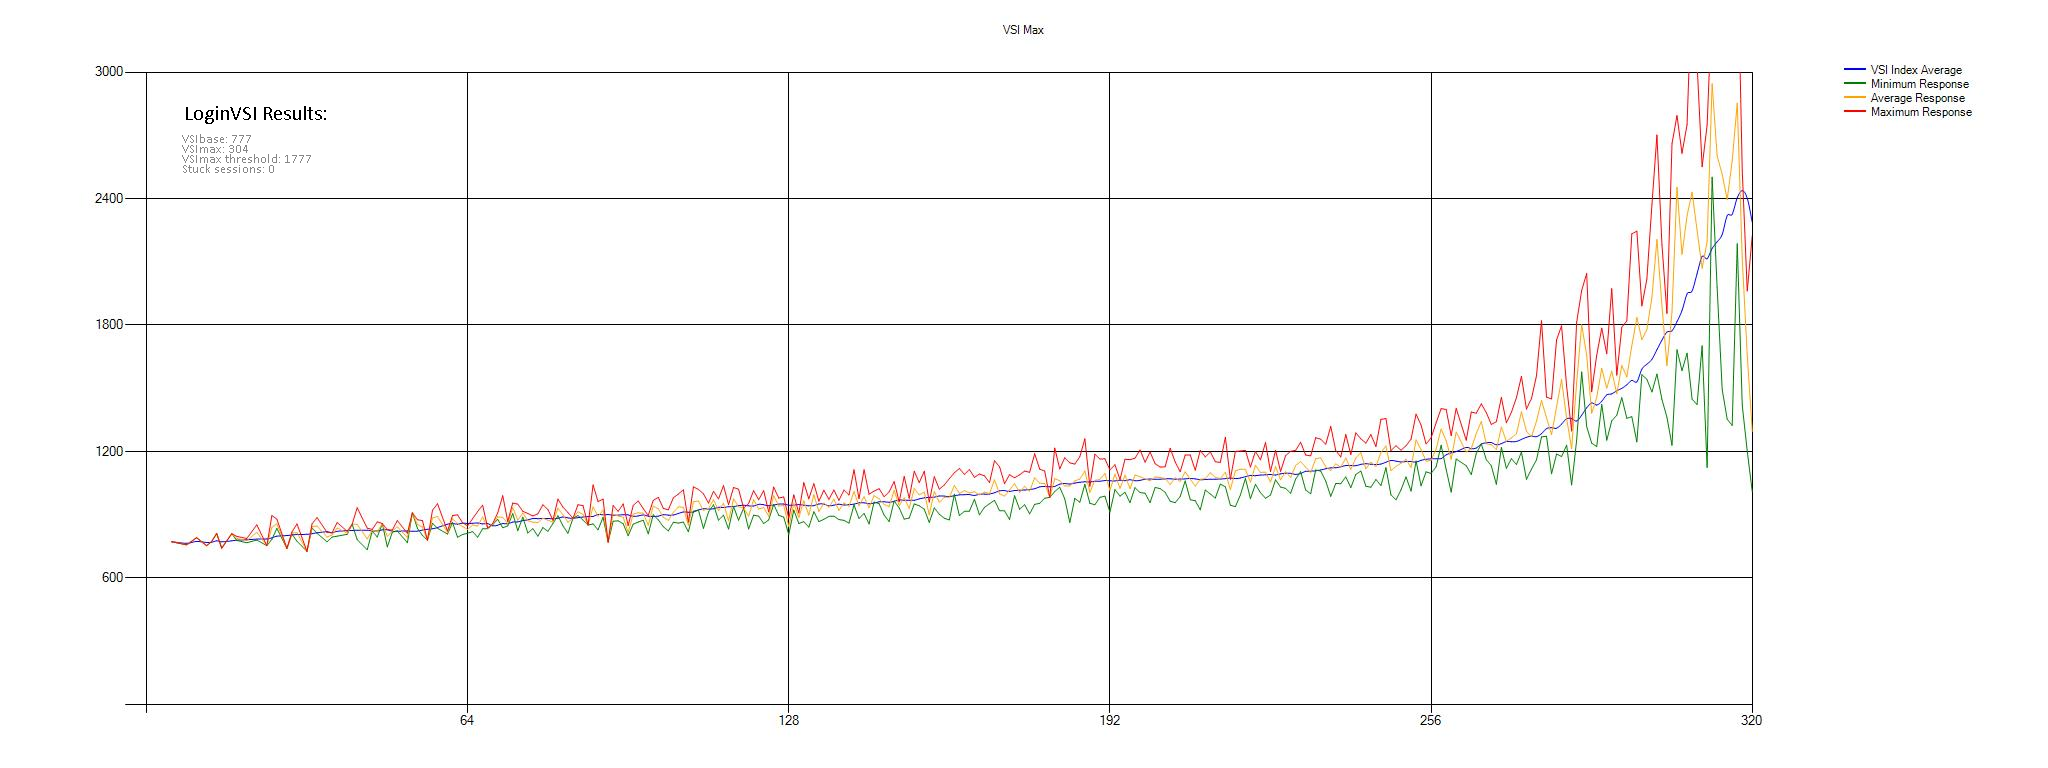 VSI Max
3000
2400
1800
1200
600
LoginVSI Results:
VSIbase: 777
VSImax: 304
VSImax threshold: 1777
Stuck sessions: 0
64
128
192
256
320
VSI Index Average
Minimum Response
Average Response
Maximum Response